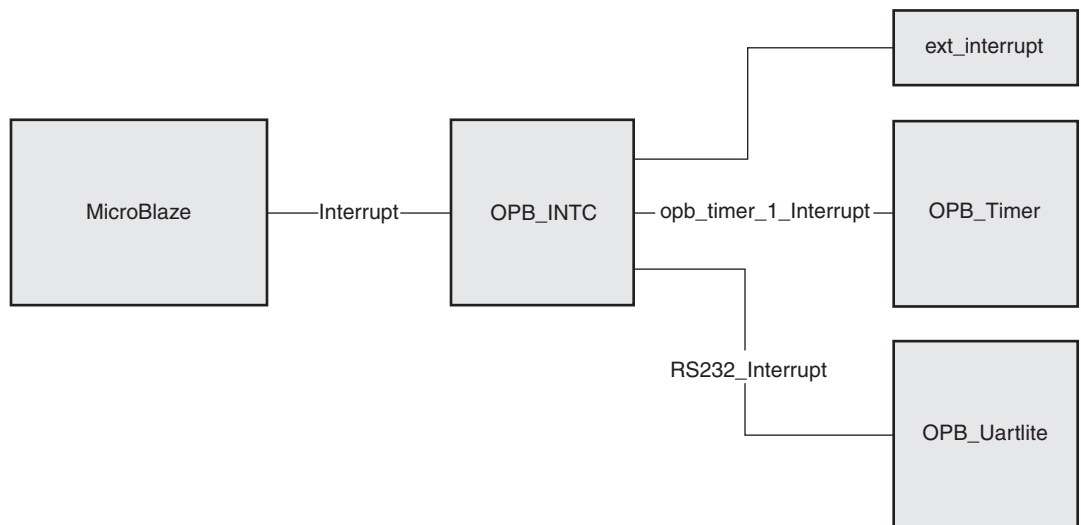 ext_interrupt
MicroBlaze
Interrupt
OPB_INTC
opb_timer_1_Interrupt
OPB_Timer
RS232_Interrupt
OPB_Uartlite